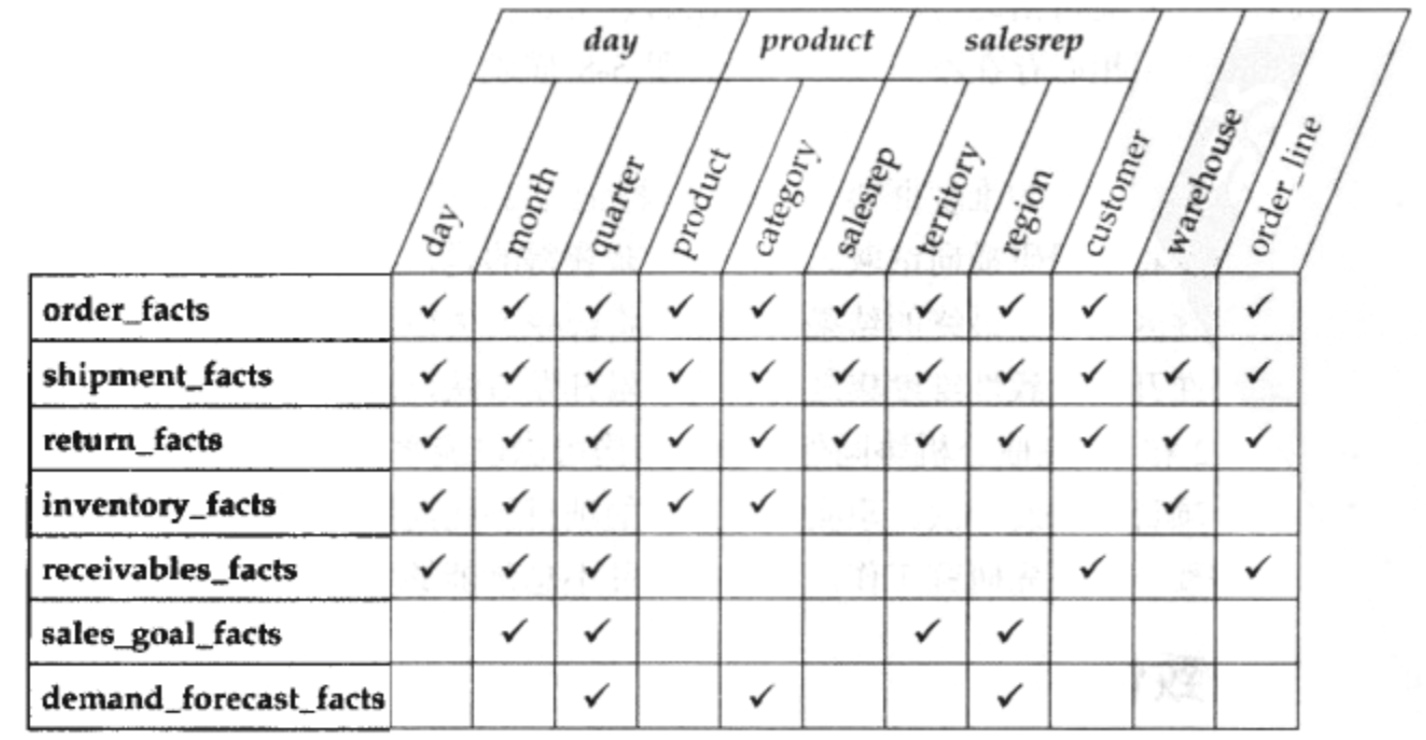 day product salesrep
day month quarter product category salesrep territory region customer warehouse order_line
order_facts ✓ ✓ ✓ ✓ ✓ ✓ ✓ ✓ ✓ ✓
shipment_facts ✓ ✓ ✓ ✓ ✓ ✓ ✓ ✓ ✓ ✓ ✓
return_facts ✓ ✓ ✓ ✓ ✓ ✓ ✓ ✓ ✓ ✓ ✓
inventory_facts ✓ ✓ ✓ ✓ ✓ ✓
receivables_facts ✓ ✓ ✓ ✓ ✓
sales_goal_facts ✓ ✓ ✓ ✓
demand_forecast_facts ✓ ✓ ✓